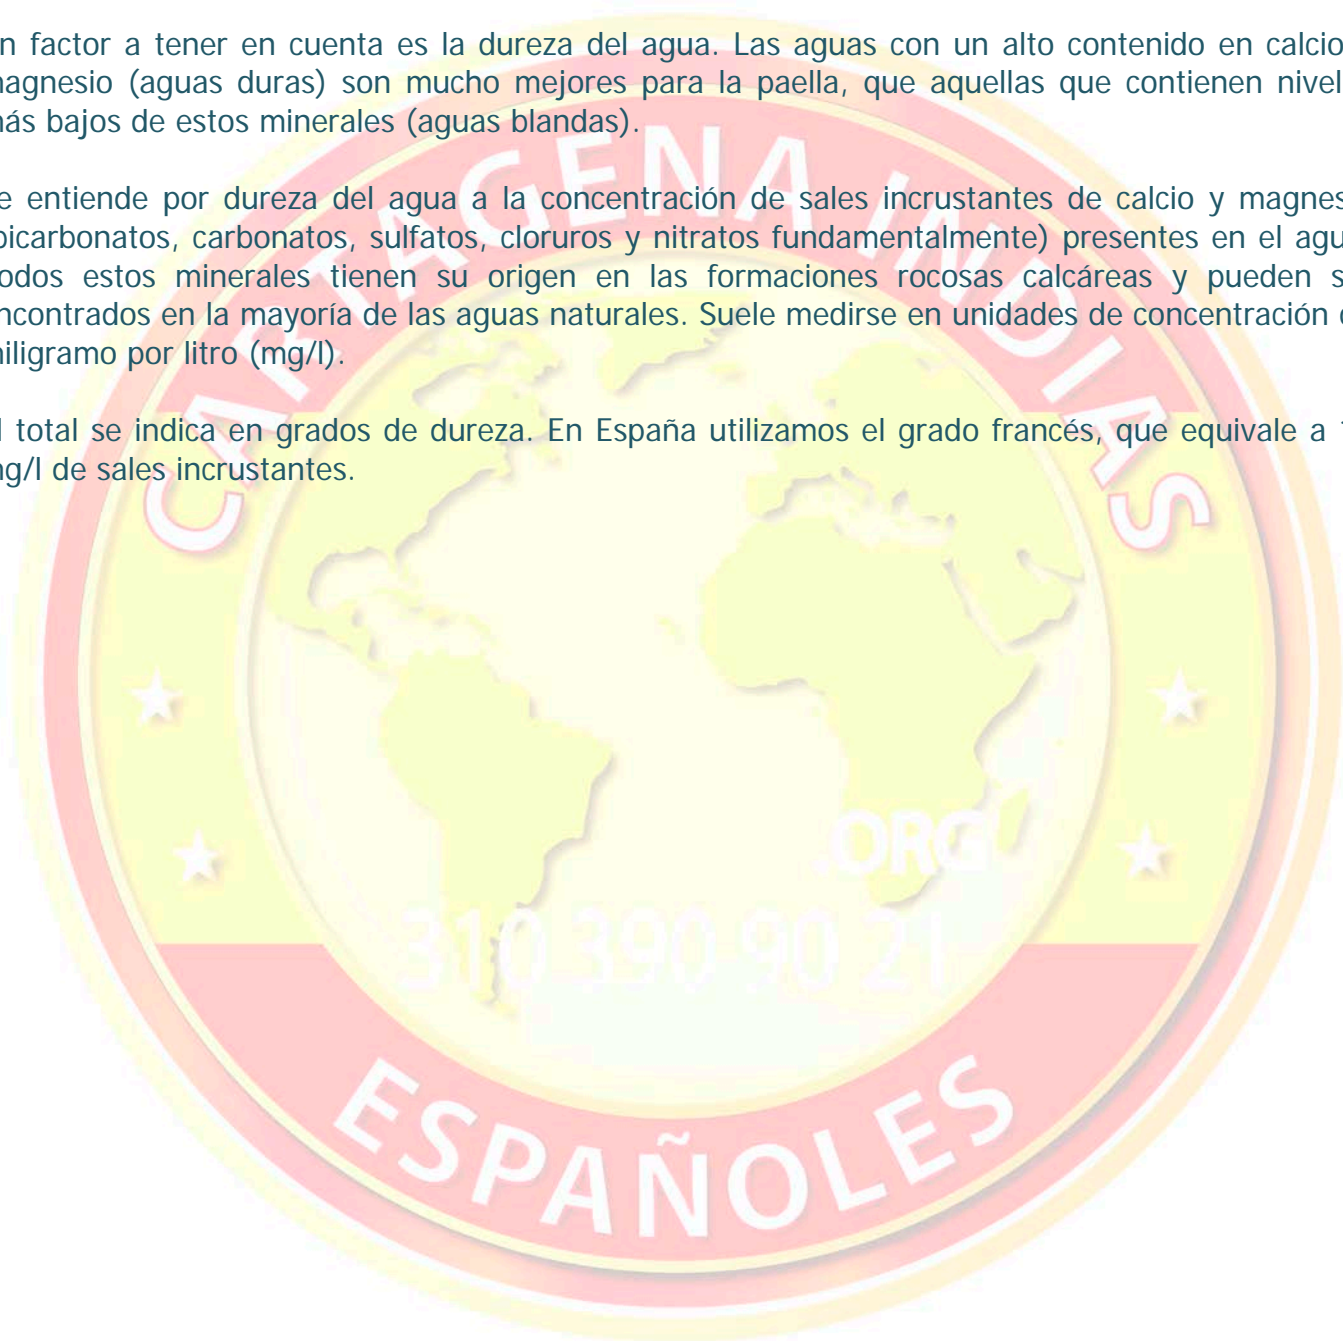 n factor a tener en cuenta es la dureza del agua. Las aguas con un alto contenido en calcio
agnesio (aguas duras) son mucho mejores para la paella, que aquellas que contienen nivel
ás bajos de estos minerales (aguas blandas).
e entiende por dureza del agua a la concentración de sales incrustantes de calcio y magnes
bicarbonatos, carbonatos, sulfatos, cloruros y nitratos fundamentalmente) presentes en el agu
odos estos minerales tienen su origen en las formaciones rocosas calcáreas y pueden s
ncontrados en la mayoría de las aguas naturales. Suele medirse en unidades de concentración
iligramo por litro (mg/l).
l total se indica en grados de dureza. En España utilizamos el grado francés, que equivale a
g/l de sales incrustantes.
CARTAGENA INDIAS
.ORG
310 390 90 21
ESPAÑOLES